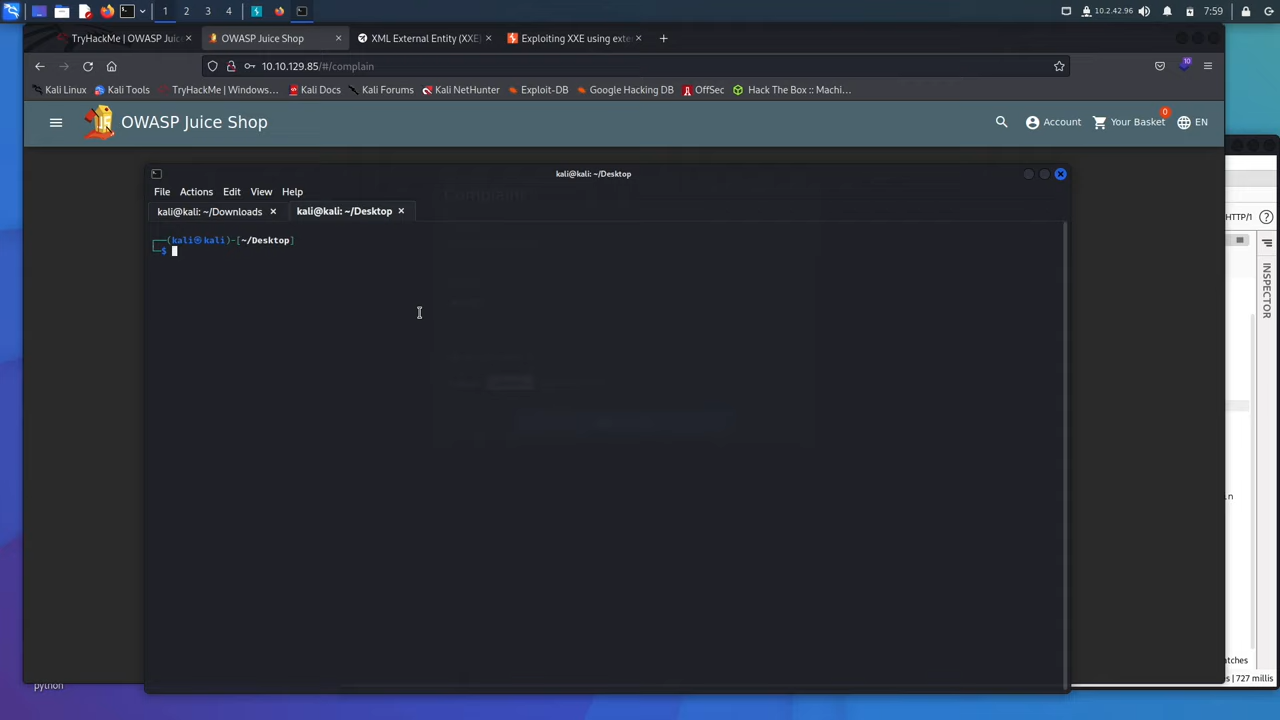 1 2 3 4 10.2.42.96 7:59
TryHackMe | OWASP Juic OWASP Juice Shop XML External Entity (XXE) Exploiting XXE using exte
10.10.129.85/#/complain
10
Kali Linux Kali Tools TryHackMe | Windows... Kali Docs Kali Forums Kali NetHunter Exploit-DB Google Hacking DB OffSec Hack The Box :: Machi...
OWASP Juice Shop Account Your Basket 0 EN
kali@kali: ~/Desktop
File Actions Edit View Help
kali@kali: ~/Downloads kali@kali: ~/Desktop
HTTP/1
(kali㉿kali)-[~/Desktop]
$
INSPECTOR
python
727 millis